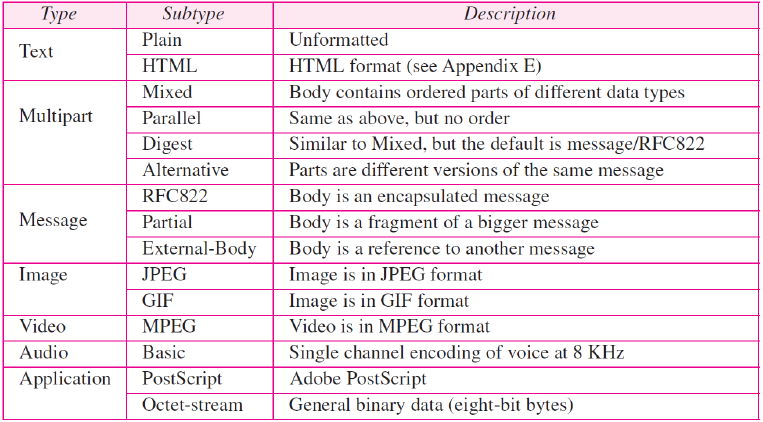 Type Subtype Description
Text Plain Unformatted
HTML HTML format (see Appendix E)
Multipart Mixed Body contains ordered parts of different data types
Parallel Same as above, but no order
Digest Similar to Mixed, but the default is message/RFC822
Alternative Parts are different versions of the same message
Message RFC822 Body is an encapsulated message
Partial Body is a fragment of a bigger message
External-Body Body is a reference to another message
Image JPEG Image is in JPEG format
GIF Image is in GIF format
Video MPEG Video is in MPEG format
Audio Basic Single channel encoding of voice at 8 KHz
Application PostScript Adobe PostScript
Octet-stream General binary data (eight-bit bytes)